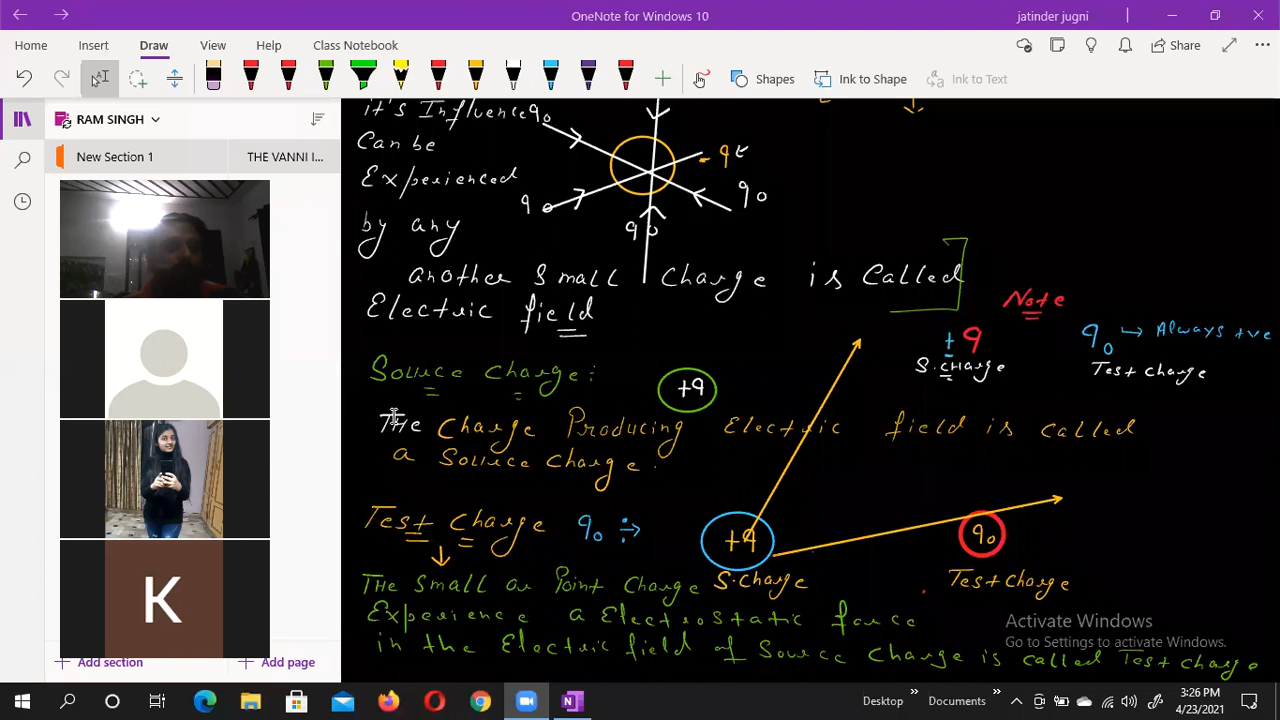 OneNote for Windows 10
jatinder jugni
Home Insert Draw View Help Class Notebook
Share
Shapes
Ink to Shape
Ink to Text
RAM SINGH
New Section 1
THE VANNI I...
K
Add section
Add page
it's Influence q0
Can be
Experienced
by any
another Small Charge is Called
Electric field
q0
q
q0
q0
- q
Note
± q
S.charge
q0 → Always +ve
Test charge
Source Charge:
+q
The Charge Producing Electric field is called
a Source Charge.
Test Charge q0 ÷
+q
S.Charge
q0
Test Charge
The Small or Point Charge
Experience a Electrostatic force
in the Electric field of Source Charge is called Test charge
Activate Windows
Go to Settings to activate Windows.
Desktop
Documents
3:26 PM
4/23/2021